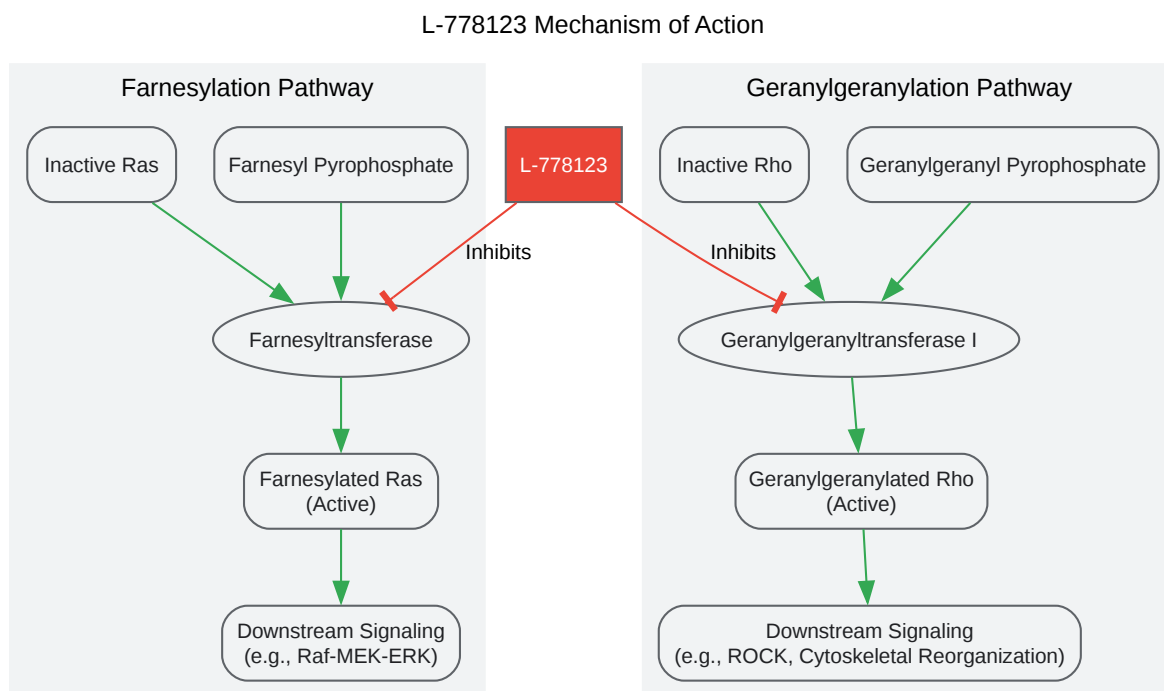 L-778123 Mechanism of Action
Farnesylation Pathway
Geranylgeranylation Pathway
Inactive Ras
Farnesyl Pyrophosphate
L-778123
Inactive Rho
Geranylgeranyl Pyrophosphate
Inhibits
Inhibits
Farnesyltransferase
Geranylgeranyltransferase I
Farnesylated Ras
(Active)
Geranylgeranylated Rho
(Active)
Downstream Signaling
(e.g., Raf-MEK-ERK)
Downstream Signaling
(e.g., ROCK, Cytoskeletal Reorganization)